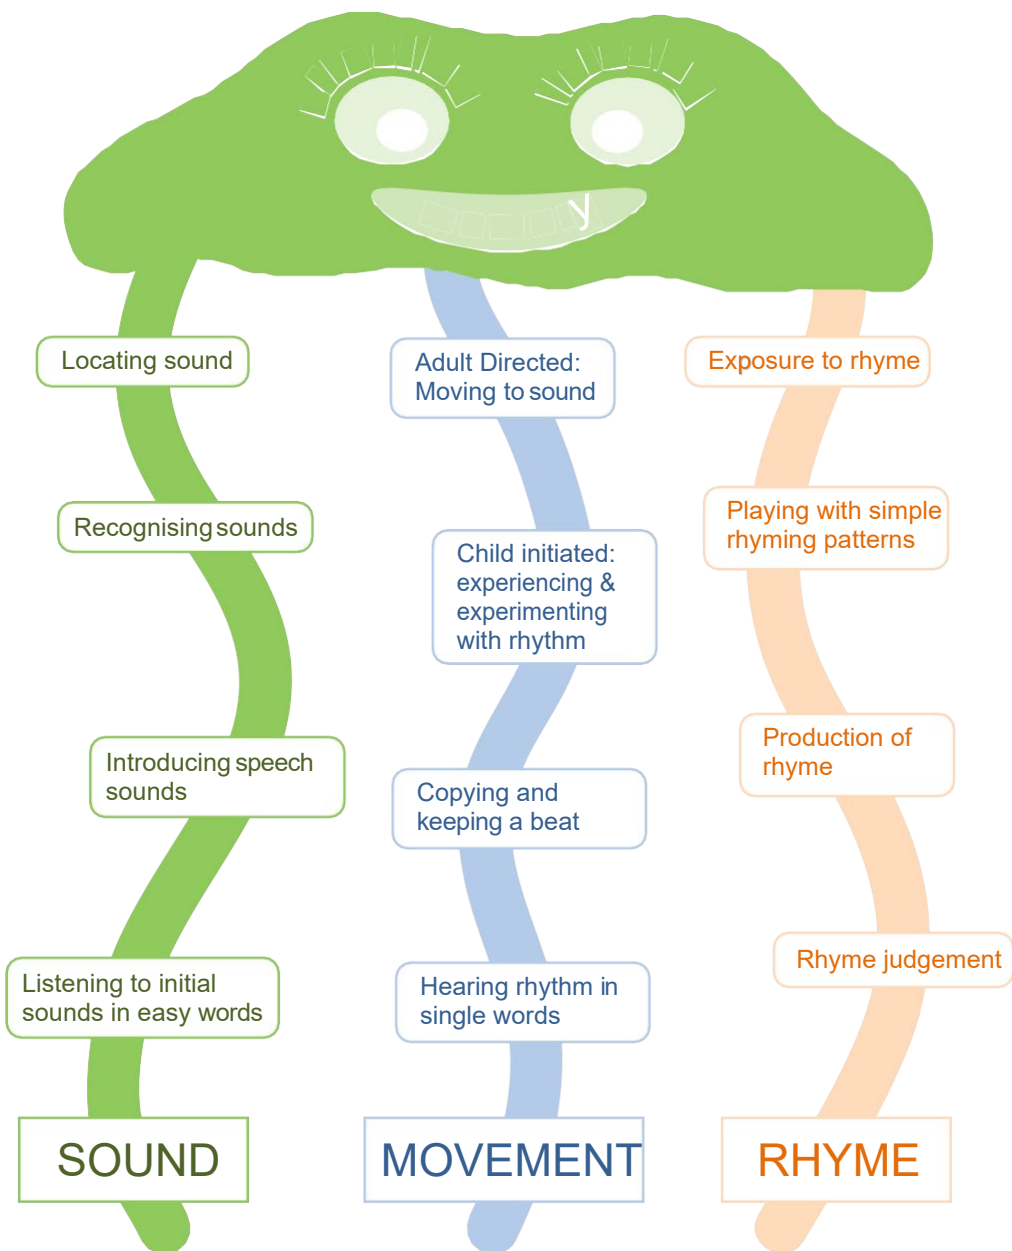 y
Locating sound
Recognising sounds
Introducing speech
sounds
Listening to initial
sounds in easy words
SOUND
Adult Directed:
Moving to sound
Child initiated:
experiencing &
experimenting
with rhythm
Copying and
keeping a beat
Hearing rhythm in
single words
MOVEMENT
Exposure to rhyme
Playing with simple
rhyming patterns
Production of
rhyme
Rhyme judgement
RHYME